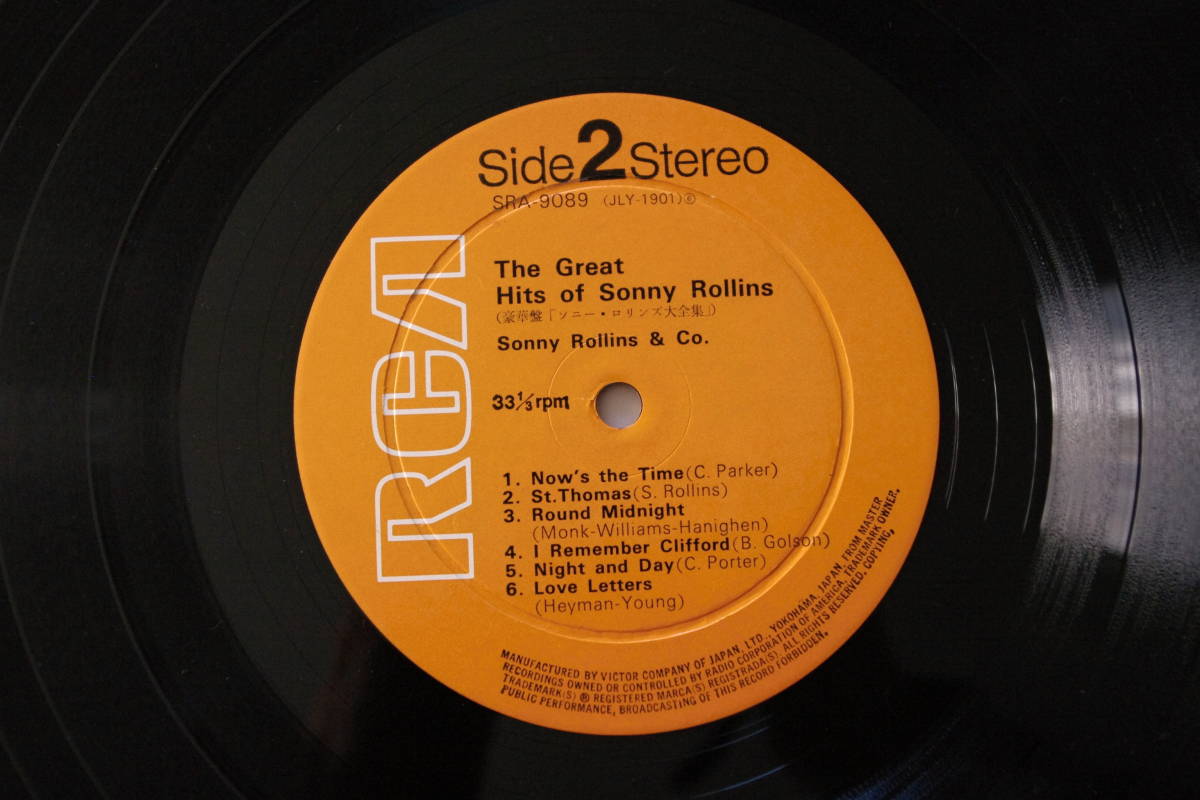 Side 2 Stereo
SRA-9089 (JLY-1901)Ⓔ
RCA
The Great
Hits of Sonny Rollins
(豪華盤「ソニー・ロリンズ大全集」)
Sonny Rollins & Co.
33⅓ rpm
1. Now's the Time(C. Parker)
2. St.Thomas(S. Rollins)
3. Round Midnight
(Monk-Williams-Hanighen)
4. I Remember Clifford(B. Golson)
5. Night and Day(C. Porter)
6. Love Letters
(Heyman-Young)
MANUFACTURED BY VICTOR COMPANY OF JAPAN, LTD., YOKOHAMA, JAPAN, FROM MASTER
RECORDINGS OWNED OR CONTROLLED BY RADIO CORPORATION OF AMERICA, TRADEMARK OWNER.
TRADEMARK(S) ® REGISTERED MARCA(S) REGISTRADA(S). ALL RIGHTS RESERVED. COPYING,
PUBLIC PERFORMANCE, BROADCASTING OF THIS RECORD FORBIDDEN.